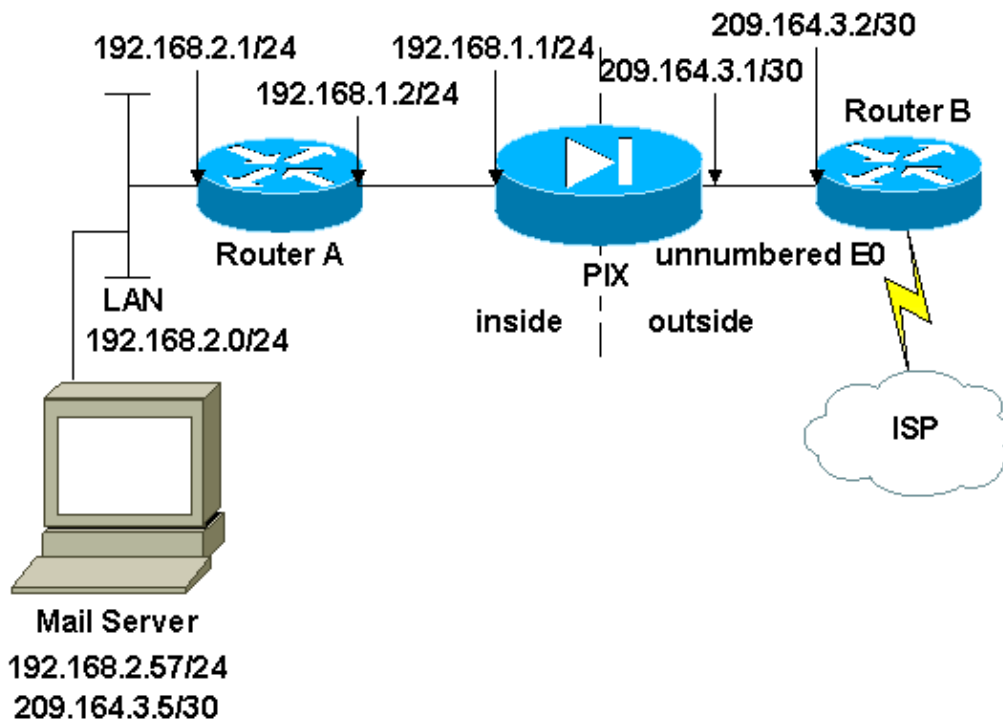 209.164.3.2/30
192.168.2.1/24
192.168.1.1/24
209.164.3.1/30
192.168.1.2/24
Router B
Router A
unnumbered E0
PIX
LAN
inside
outside
192.168.2.0/24
ISP
Mail Server
192.168.2.57/24
209.164.3.5/30